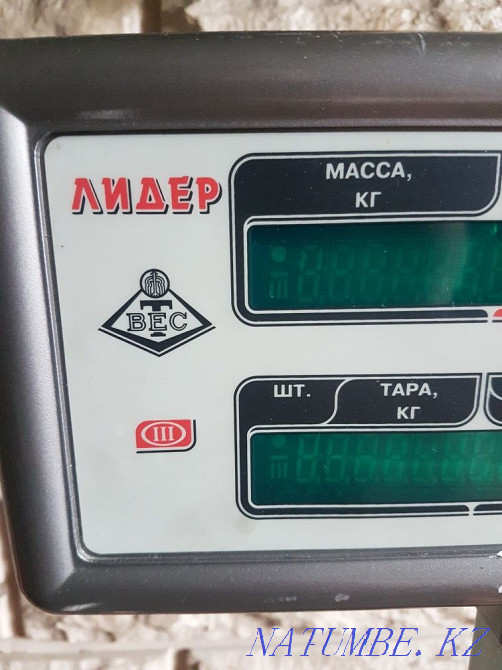 МАССА,
КГ
ЛИДЕР
Т
ВЕС
ШТ. ТАРА,
КГ
III
NATUMBE. KZ